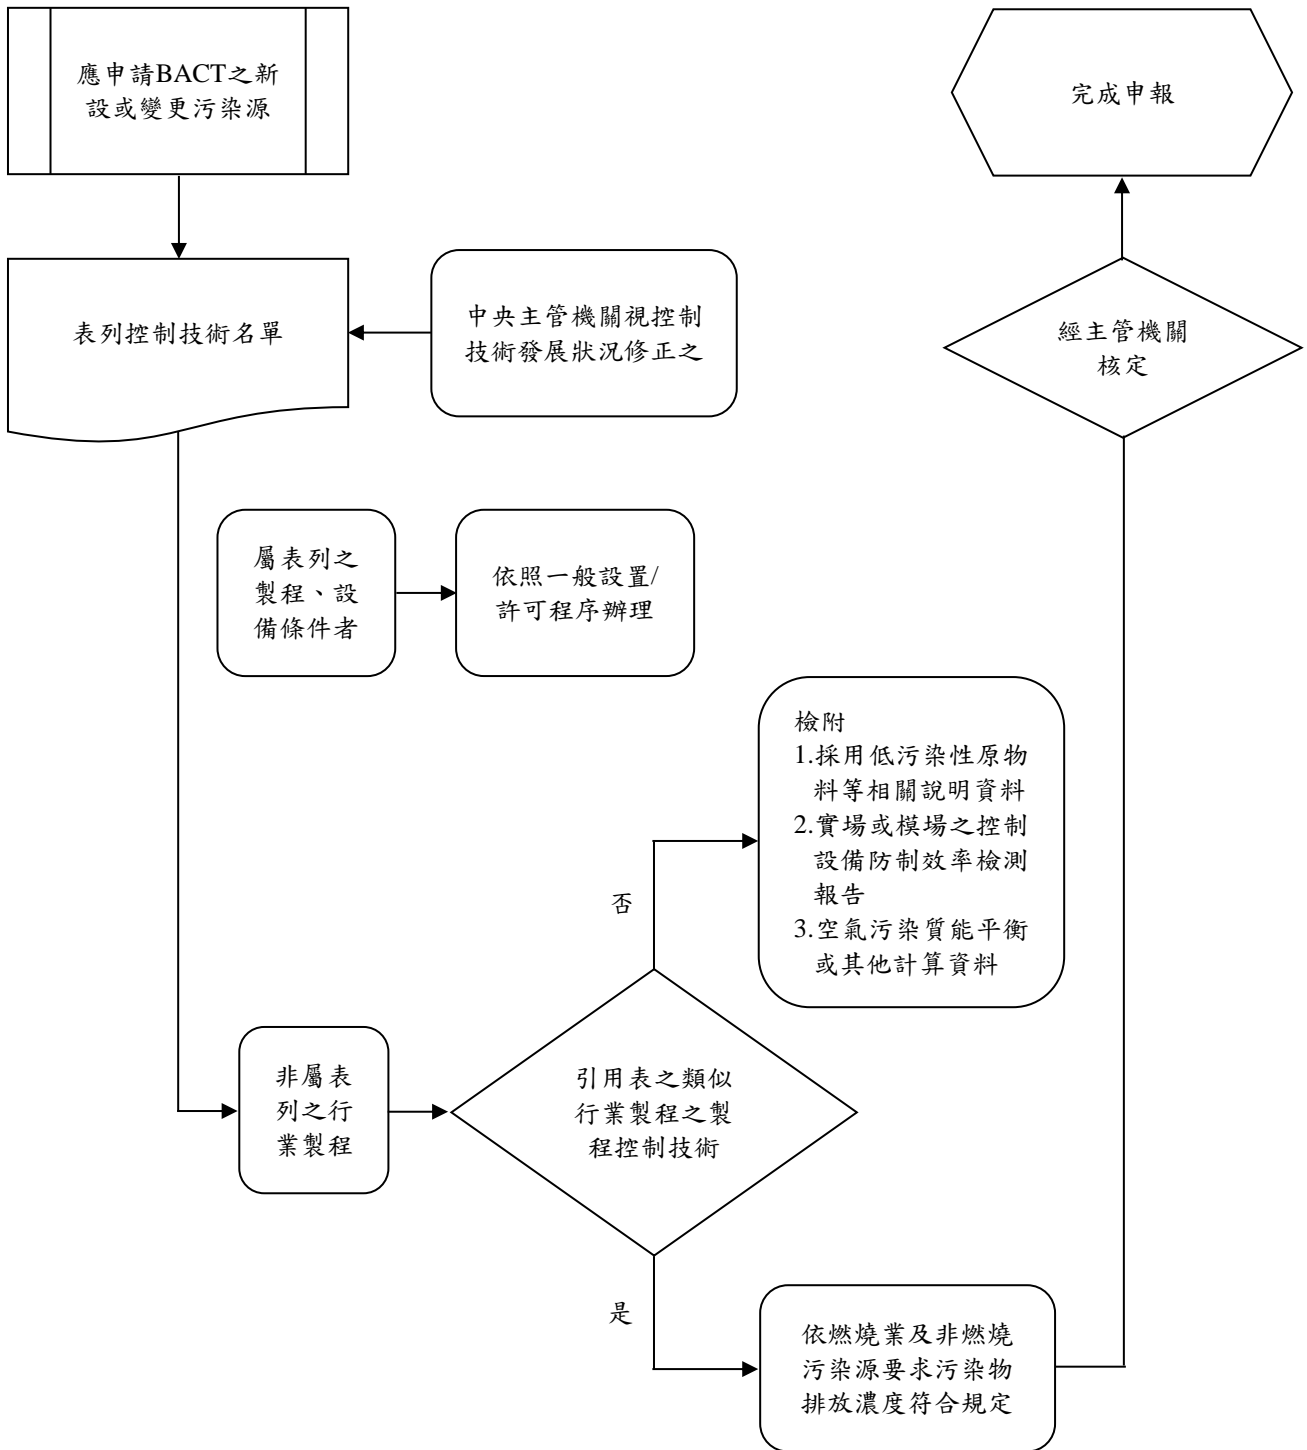 應申請BACT之新
設或變更污染源
完成申報
表列控制技術名單
中央主管機關視控制
技術發展狀況修正之
經主管機關
核定
屬表列之
製程、設
備條件者
依照一般設置/
許可程序辦理
檢附
1.採用低污染性原物
料等相關說明資料
2.實場或模場之控制
設備防制效率檢測
報告
3.空氣污染質能平衡
或其他計算資料
否
非屬表
列之行
業製程
引用表之類似
行業製程之製
程控制技術
是
依燃燒業及非燃燒
污染源要求污染物
排放濃度符合規定